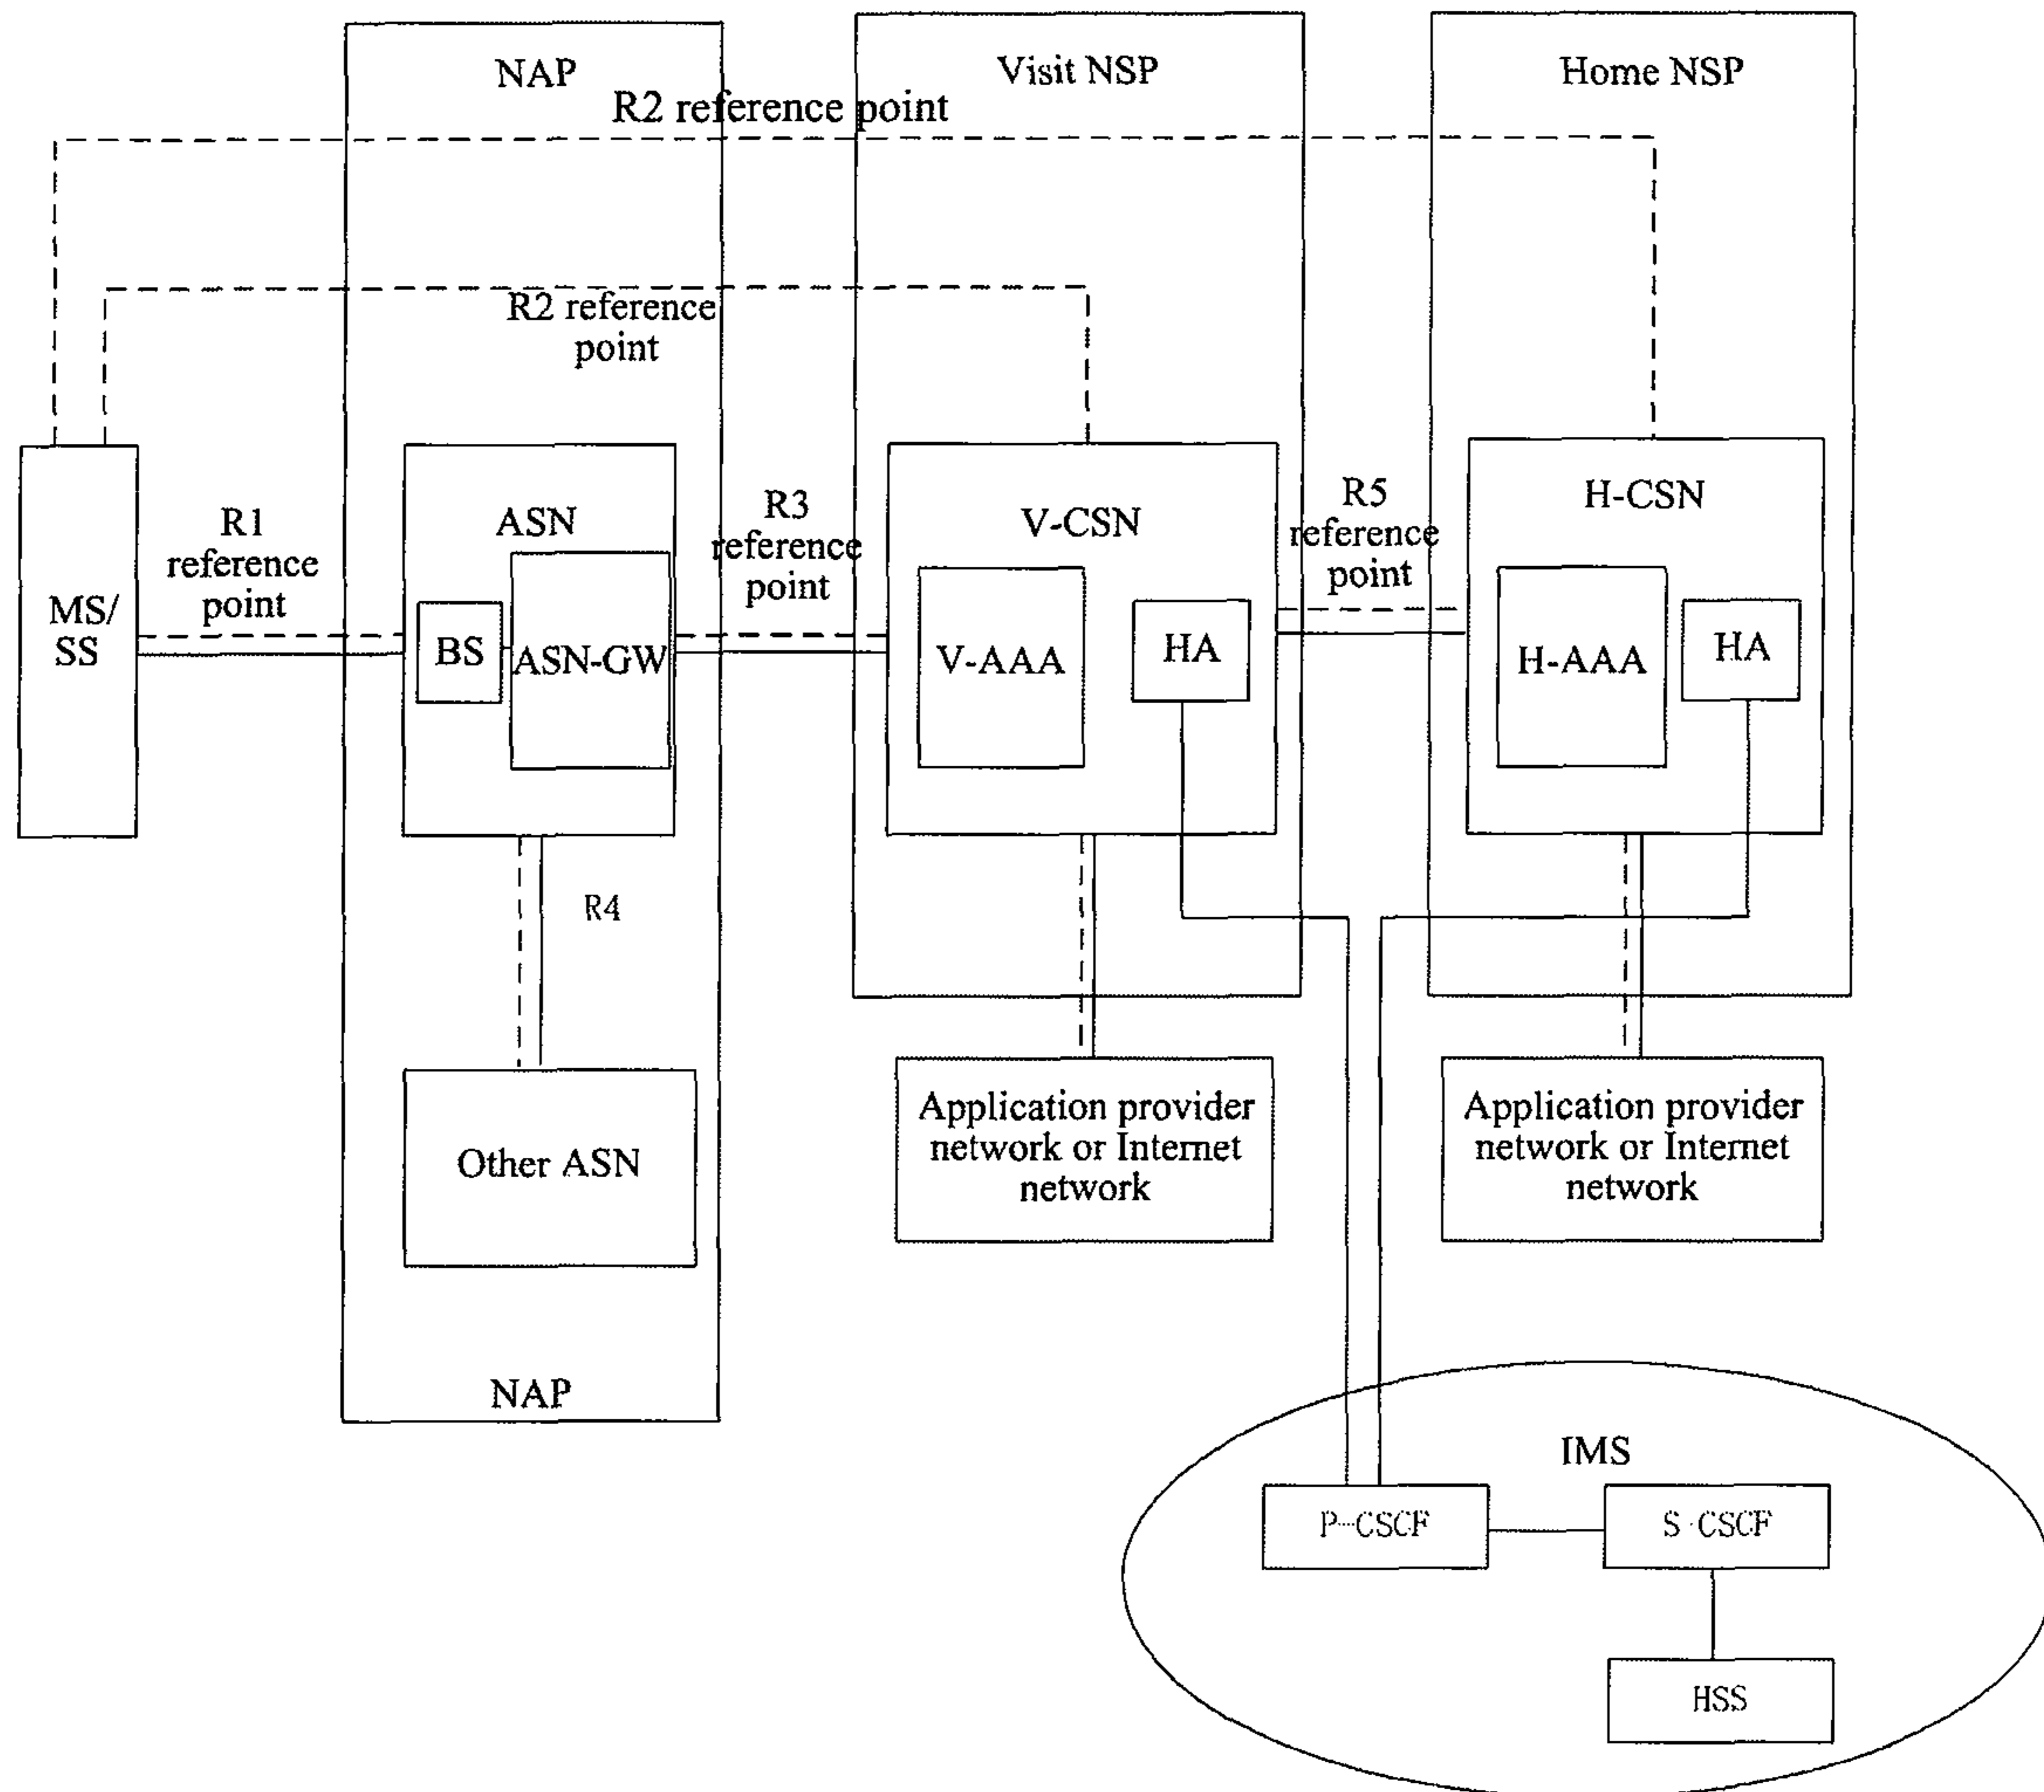 NAP
Visit NSP
Home NSP
R2 reference point
R2 reference
point
MS/
SS
R1
reference
point
ASN
BS
ASN-GW
R3
reference
point
V-CSN
V-AAA
HA
R5
reference
point
H-CSN
H-AAA
HA
R4
Other ASN
Application provider
network or Internet
network
Application provider
network or Internet
network
NAP
IMS
P-CSCF
S-CSCF
HSS